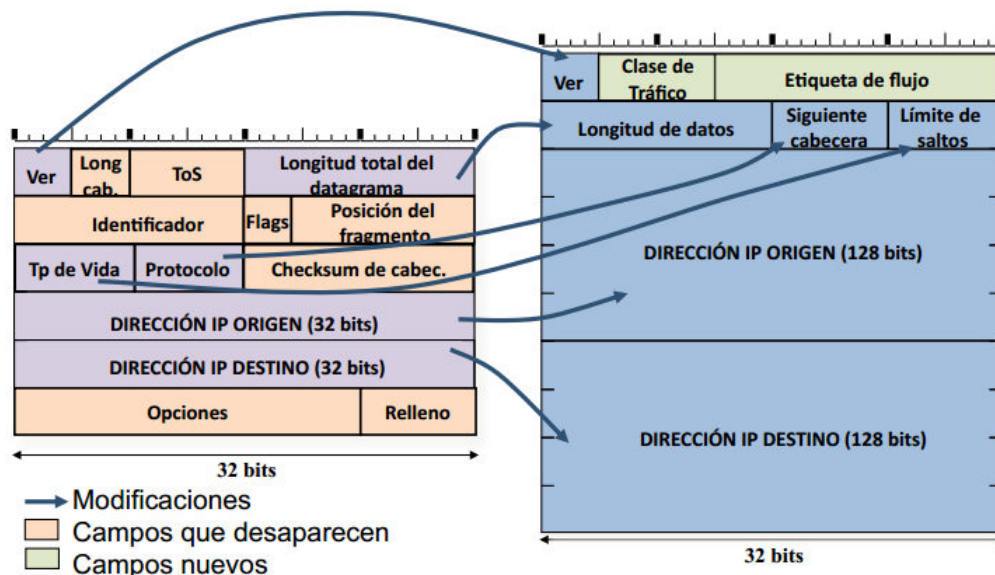 Ver
Clase de
Tráfico
Etiqueta de flujo
Longitud de datos
Siguiente
cabecera
Límite de
saltos
DIRECCIÓN IP ORIGEN (128 bits)
DIRECCIÓN IP DESTINO (128 bits)
32 bits
Ver
Long
cab.
ToS
Longitud total del
datagrama
Identificador
Flags
Posición del
fragmento
Tp de Vida
Protocolo
Checksum de cabec.
DIRECCIÓN IP ORIGEN (32 bits)
DIRECCIÓN IP DESTINO (32 bits)
Opciones
Relleno
32 bits
Modificaciones
Campos que desaparecen
Campos nuevos